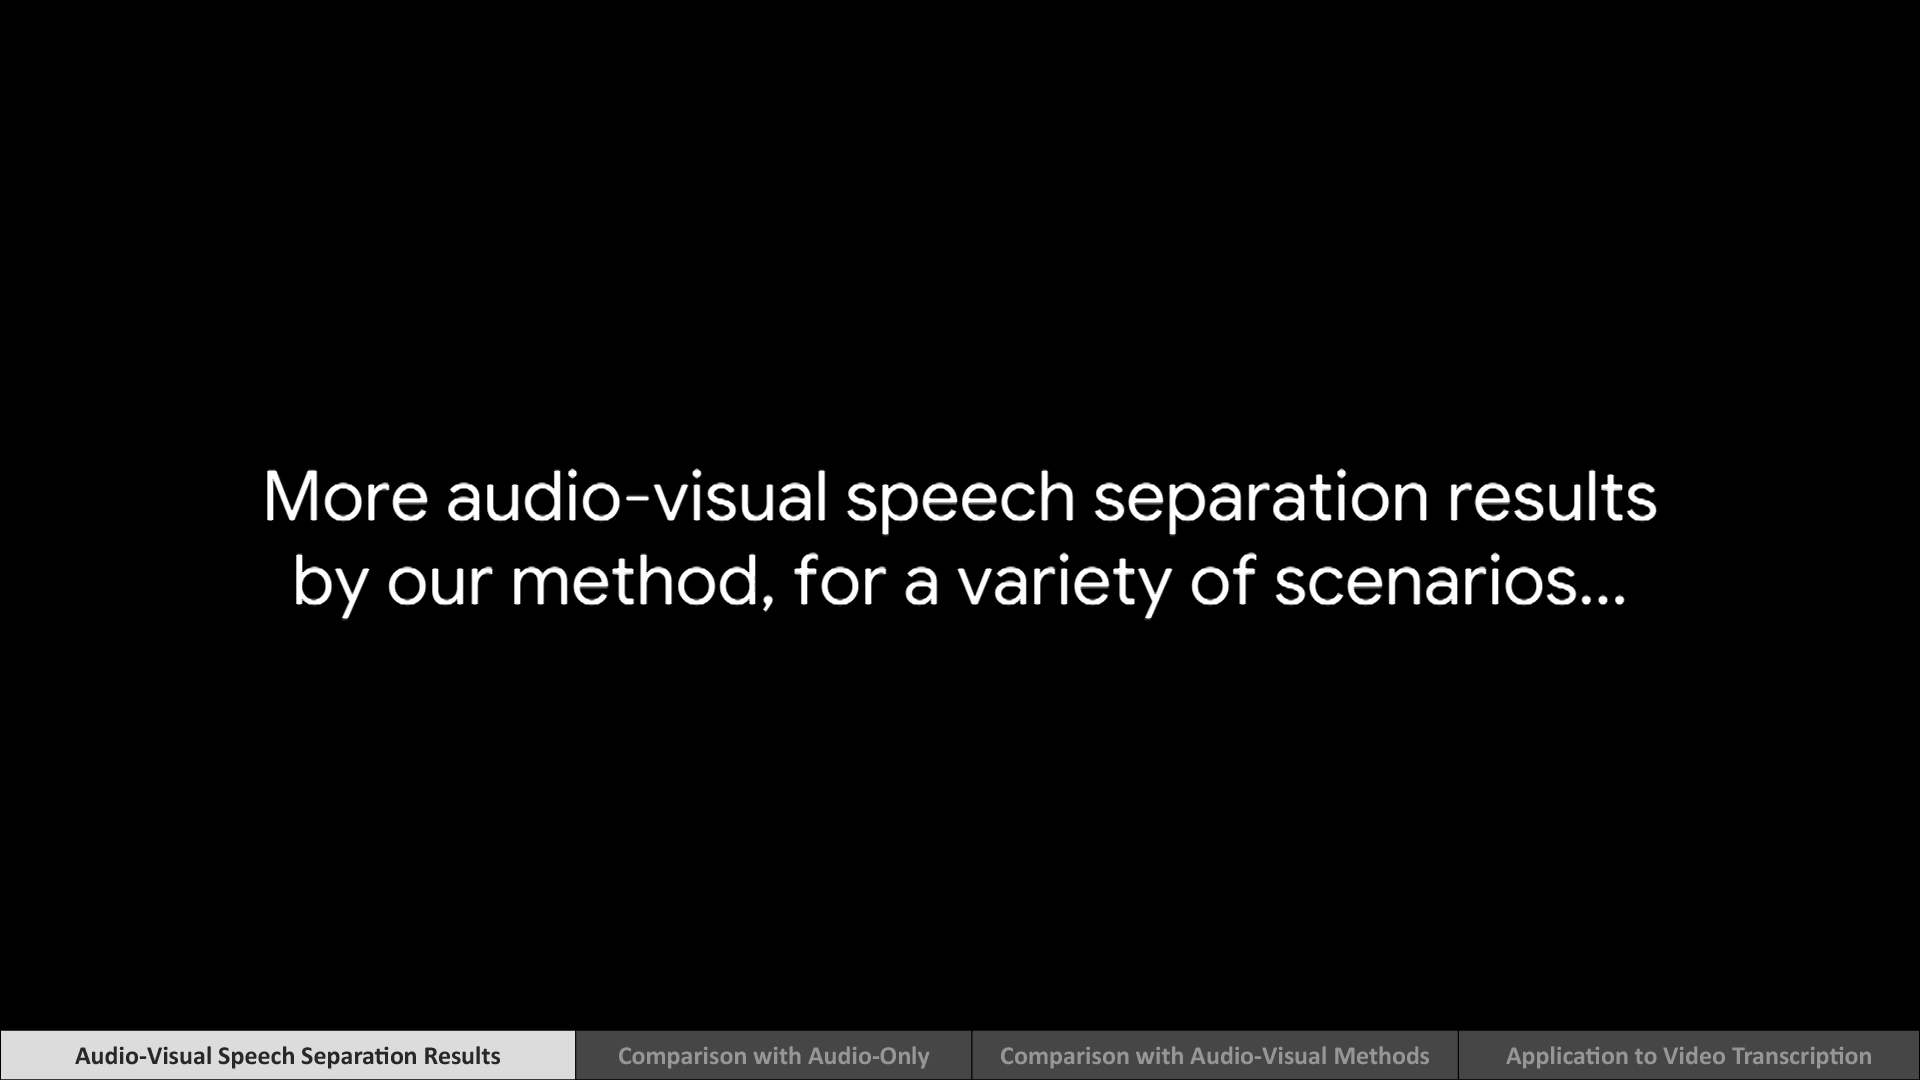 More audio-visual speech separation results
by our method, for a variety of scenarios...
Audio-Visual Speech Separation Results
Comparison with Audio-Only
Comparison with Audio-Visual Methods
Application to Video Transcription